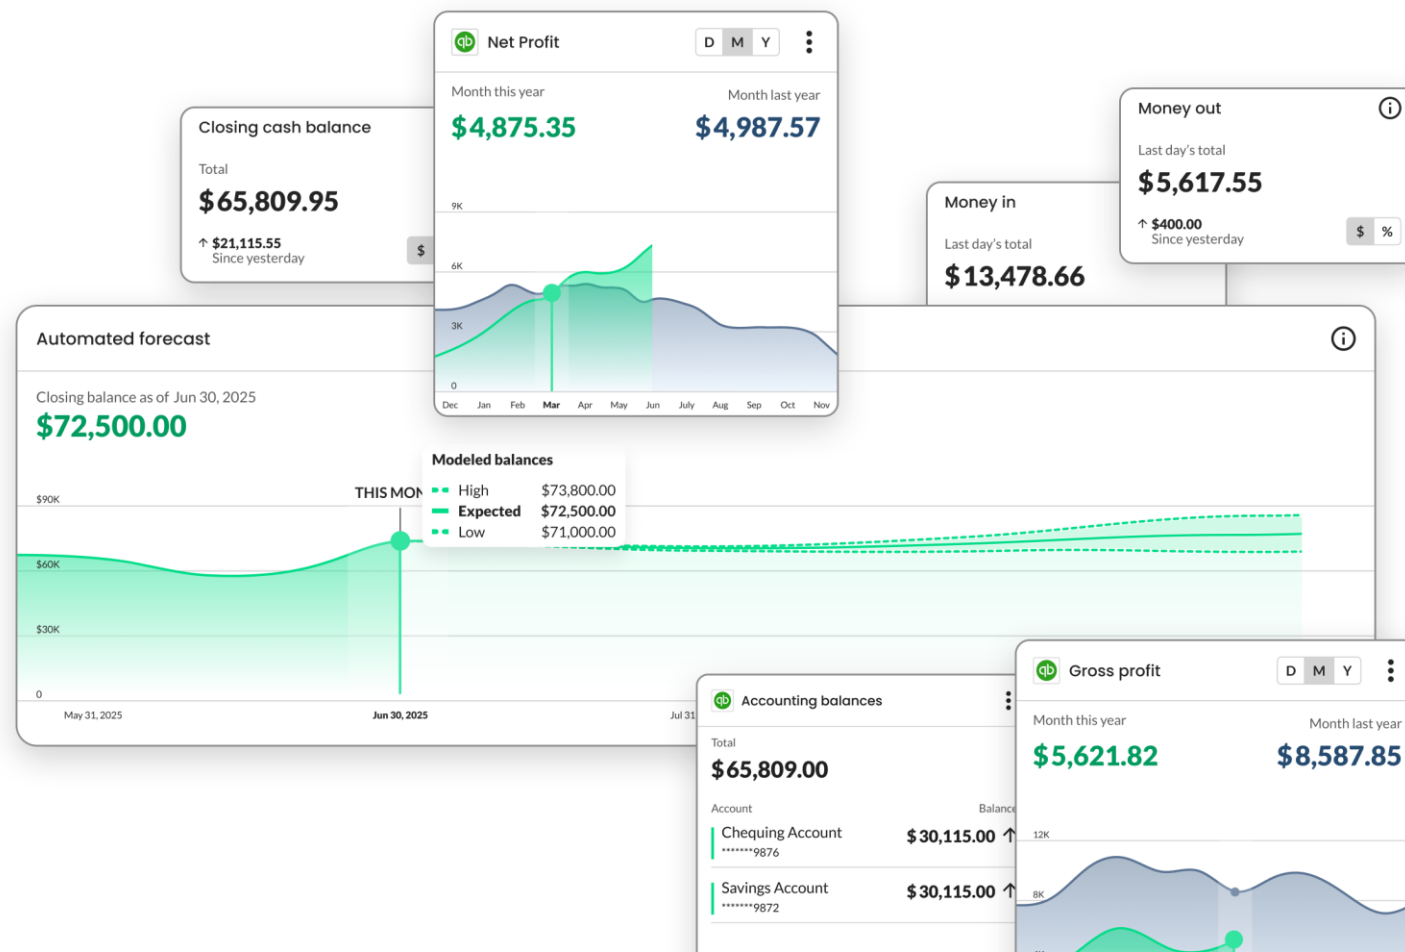 qb Net Profit D M Y
Month this year Month last year
$4,875.35 $4,987.57
9K
6K
3K
0
Dec Jan Feb Mar Apr May Jun July Aug Sep Oct Nov
Closing cash balance
Total
$65,809.95
↑ $21,115.55
Since yesterday
$
Money out
Last day's total
$5,617.55
↑ $400.00
Since yesterday
$ %
Money in
Last day's total
$13,478.66
Automated forecast
Closing balance as of Jun 30, 2025
$72,500.00
THIS MON
Modeled balances
High $73,800.00
Expected $72,500.00
Low $71,000.00
$90K
$60K
$30K
0
May 31, 2025 Jun 30, 2025 Jul 31
qb Accounting balances
Total
$65,809.00
Account Balance
Chequing Account $30,115.00 ↑
*******9876
Savings Account $30,115.00 ↑
*******9872
qb Gross profit D M Y
Month this year Month last year
$5,621.82 $8,587.85
12K
8K